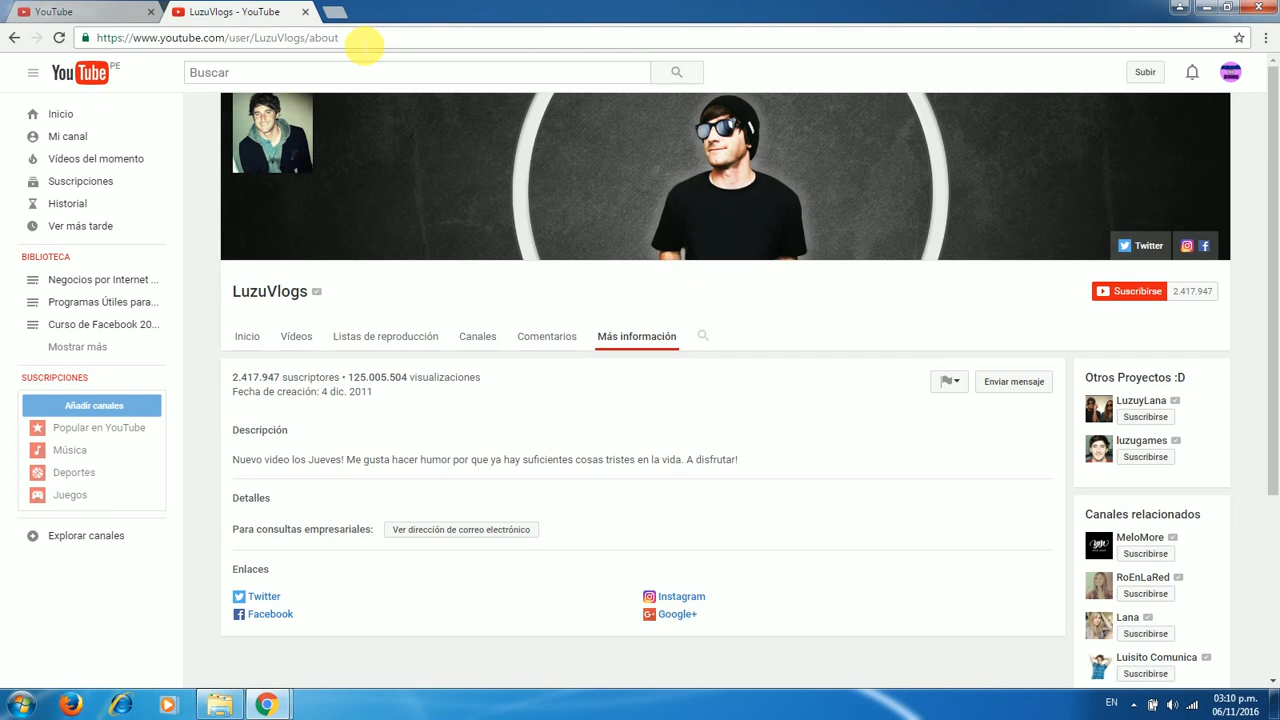 YouTube
LuzuVlogs - YouTube
https://www.youtube.com/user/LuzuVlogs/about
YouTube PE
Buscar
Subir
Inicio
Mi canal
Vídeos del momento
Suscripciones
Historial
Ver más tarde
BIBLIOTECA
Negocios por Internet ...
Programas Útiles para...
Curso de Facebook 20...
Mostrar más
SUSCRIPCIONES
Añadir canales
Popular en YouTube
Música
Deportes
Juegos
Explorar canales
Twitter
LuzuVlogs
Suscribirse 2.417.947
Inicio Vídeos Listas de reproducción Canales Comentarios Más información
2.417.947 suscriptores • 125.005.504 visualizaciones
Fecha de creación: 4 dic. 2011
Enviar mensaje
Descripción
Nuevo video los Jueves! Me gusta hacer humor por que ya hay suficientes cosas tristes en la vida. A disfrutar!
Detalles
Para consultas empresariales: Ver dirección de correo electrónico
Enlaces
Twitter Instagram
Facebook Google+
Otros Proyectos :D
LuzuyLana
Suscribirse
luzugames
Suscribirse
Canales relacionados
MeloMore
Suscribirse
RoEnLaRed
Suscribirse
Lana
Suscribirse
Luisito Comunica
Suscribirse
EN
03:10 p.m.
06/11/2016